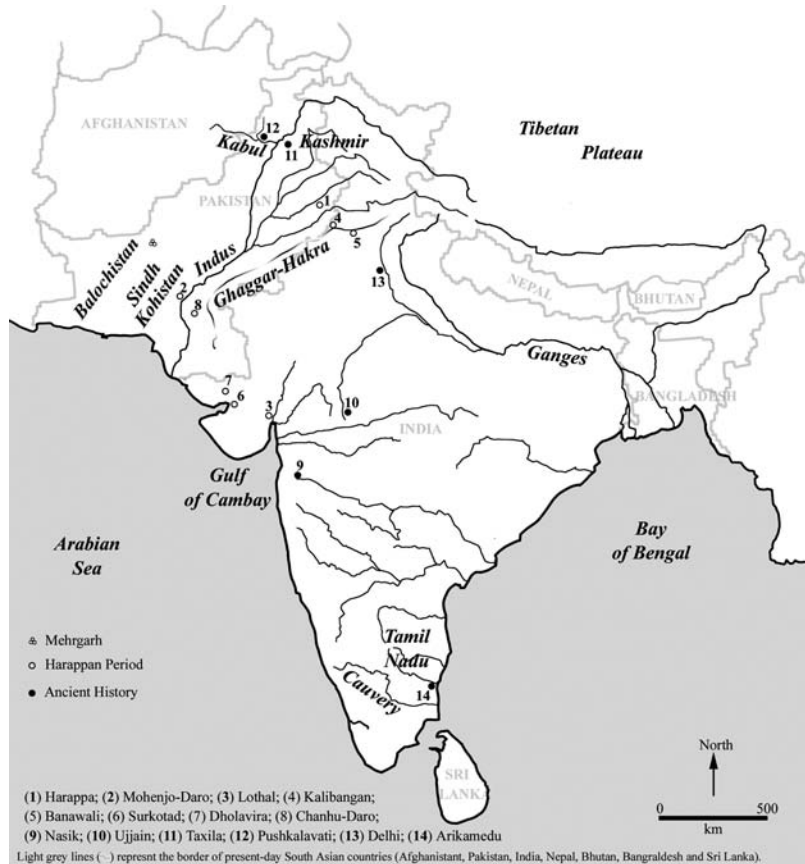 AFGHANISTAN
12
Kabul
11
Kashmir
Tibetan
Plateau
PAKISTAN
1
4
5
Balochistan
Sindh
Kohistan
2
Indus
8
Ghaggar-Hakra
13
NEPAL
BHUTAN
Ganges
BANGLADESH
7
6
3
10
INDIA
Gulf
of Cambay
9
Arabian
Sea
Bay
of Bengal
Mehrgarh
Harappan Period
Ancient History
Tamil
Nadu
Cauvery
14
SRI
LANKA
North
0 500
km
(1) Harappa; (2) Mohenjo-Daro; (3) Lothal; (4) Kalibangan;
(5) Banawali; (6) Surkotad; (7) Dholavira; (8) Chanhu-Daro;
(9) Nasik; (10) Ujjain; (11) Taxila; (12) Pushkalavati; (13) Delhi; (14) Arikamedu
Light grey lines (~) represnt the border of present-day South Asian countries (Afghanistant, Pakistan, India, Nepal, Bhutan, Bangraldesh and Sri Lanka).